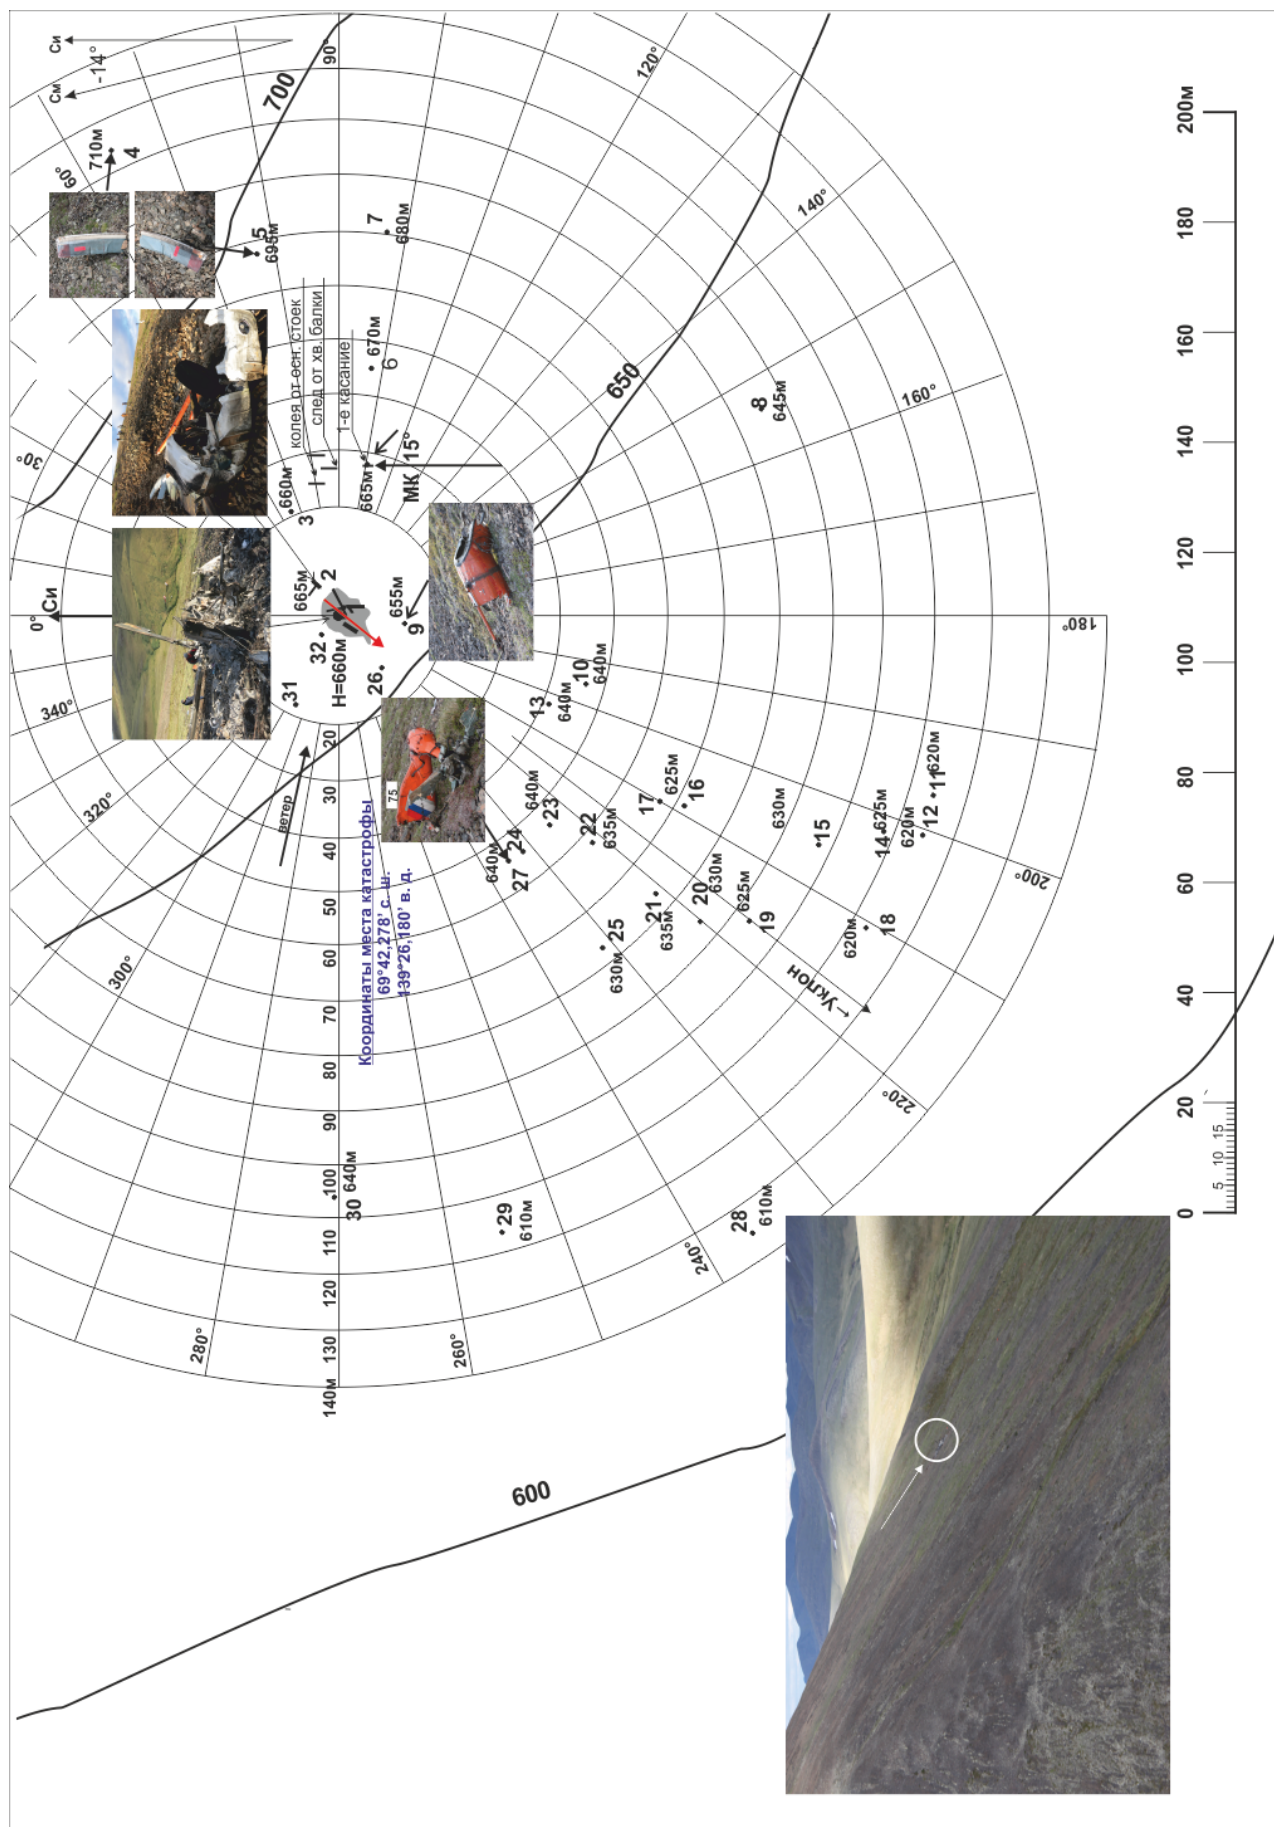 Си
См
-14°
90°
120°
700
710м
4
60°
5
695м
7
680м
140°
200м
180
160
140
120
100
80
60
40
20
15
10
5
0
колея от осн. стоек
след от хв. балки
1-е касание
670м
6
650
8
645м
160°
30°
660м
3
665м
МК 15°
0° Си
665м
2
655м
9
180°
32
H=660м
26
31
340°
10
640м
13
640м
320°
ветер
20
30
40
50
60
70
80
90
100
110
120
130
140м
75
Координаты места катастрофы
69°42,278' с. ш.
139°26,180' в. д.
640м
23
22
635м
24
640м
27
17
625м
16
630м
15
625м
14
620м
12
620м
11
200°
630м
20
625м
19
21
635м
25
630м
620м
18
← Уклон
220°
300°
30
640м
29
610м
28
610м
240°
260°
280°
600